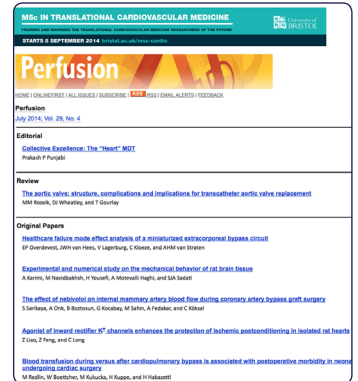 MSc IN TRANSLATIONAL CARDIOVASCULAR MEDICINE
TRAINING AND INSPIRING THE TRANSLATIONAL CARDIOVASCULAR MEDICINE RESEARCHERS OF THE FUTURE
University of
BRISTOL
STARTS 8 SEPTEMBER 2014 bristol.ac.uk/msc-cardio
Perfusion
HOME | ONLINEFIRST | ALL ISSUES | SUBSCRIBE | RSS RSS | EMAIL ALERTS | FEEDBACK
Perfusion
July 2014; Vol. 29, No. 4
Editorial
Collective Excellence: The "Heart" MDT
Prakash P Punjabi
Review
The aortic valve: structure, complications and implications for transcatheter aortic valve replacement
MM Rozeik, DJ Wheatley, and T Gourlay
Original Papers
Healthcare failure mode effect analysis of a miniaturized extracorporeal bypass circuit
EP Overdevest, JWH van Hees, V Lagerburg, C Kloeze, and AHM van Straten
Experimental and numerical study on the mechanical behavior of rat brain tissue
A Karimi, M Navidbakhsh, H Yousefi, A Motevalli Haghi, and SJA Sadati
The effect of nebivolol on internal mammary artery blood flow during coronary artery bypass graft surgery
S Sarikaya, A Onk, B Boztosun, G Kocabay, M Sahin, A Fedakar, and C Köksal
Agonist of inward rectifier K⁺ channels enhances the protection of ischemic postconditioning in isolated rat hearts
Z Liao, Z Feng, and C Long
Blood transfusion during versus after cardiopulmonary bypass is associated with postoperative morbidity in neona
undergoing cardiac surgery
M Redlin, W Boettcher, M Kukucka, H Kuppe, and H Habazettl